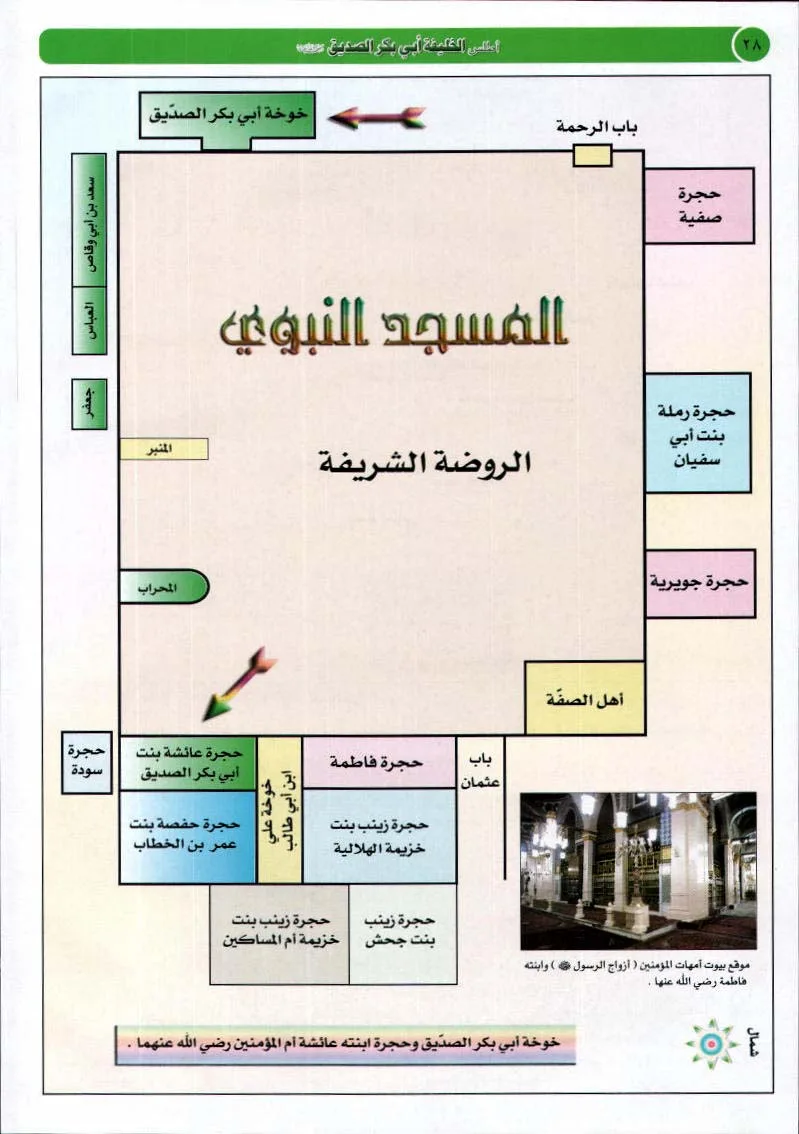 ٢٨
أطلس الخليفة أبي بكر الصديق
خوخة أبي بكر الصدّيق
باب الرحمة
حجرة
صفية
سعد بن أبي وقاص
العباس
جعفر
المسجد النبوي
حجرة رملة
بنت أبي
سفيان
المنبر
الروضة الشريفة
حجرة جويرية
المحراب
أهل الصفّة
حجرة
سودة
حجرة عائشة بنت
أبي بكر الصديق
خوخة علي
ابن أبي طالب
حجرة فاطمة
باب
عثمان
حجرة حفصة بنت
عمر بن الخطاب
حجرة زينب بنت
خزيمة الهلالية
حجرة زينب بنت
خزيمة أم المساكين
حجرة زينب
بنت جحش
موقع بيوت أمهات المؤمنين ( أزواج الرسول ﷺ ) وابنته
فاطمة رضي الله عنها .
شمال
خوخة أبي بكر الصدّيق وحجرة ابنته عائشة أم المؤمنين رضي الله عنهما .